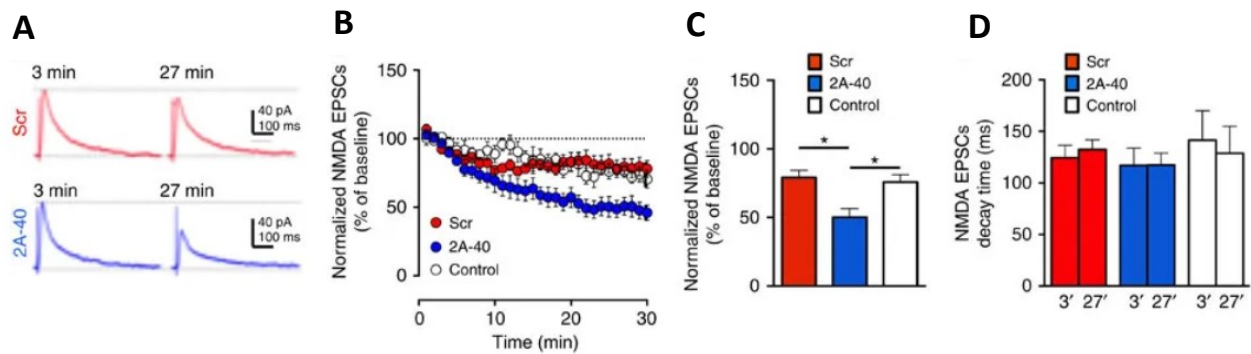 A
3 min
27 min
Scr
40 pA
100 ms
3 min
27 min
2A-40
40 pA
100 ms
B
Normalized NMDA EPSCs
(% of baseline)
150
100
50
0
Scr
2A-40
Control
0
10
20
30
Time (min)
C
Scr
2A-40
Control
Normalized NMDA EPSCs
(% of baseline)
150
100
50
0
*
*
D
Scr
2A-40
Control
NMDA EPSCs
decay time (ms)
200
150
100
50
0
3′ 27′ 3′ 27′ 3′ 27′